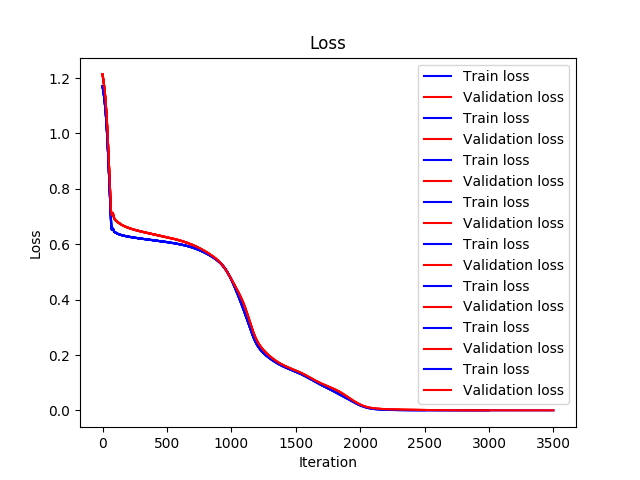 Loss
Loss
1.2
1.0
0.8
0.6
0.4
0.2
0.0
Train loss
Validation loss
Train loss
Validation loss
Train loss
Validation loss
Train loss
Validation loss
Train loss
Validation loss
Train loss
Validation loss
Train loss
Validation loss
Train loss
Validation loss
0 500 1000 1500 2000 2500 3000 3500
Iteration